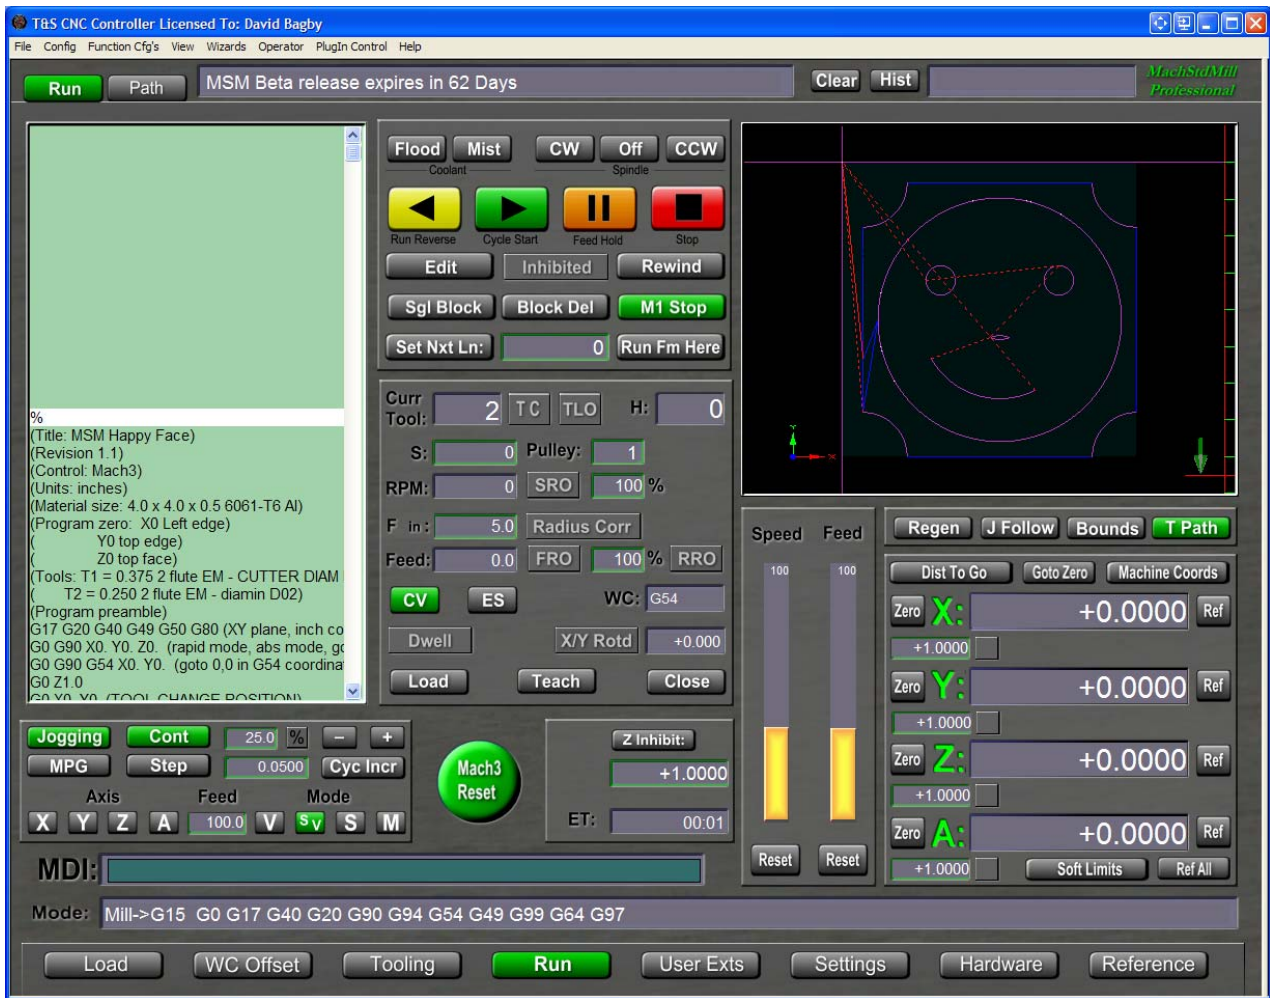 T&S CNC Controller Licensed To: David Bagby
File Config Function Cfg's View Wizards Operator PlugIn Control Help
Run Path MSM Beta release expires in 62 Days Clear Hist
MachStdMill
Professional
%
(Title: MSM Happy Face)
(Revision 1.1)
(Control: Mach3)
(Units: inches)
(Material size: 4.0 x 4.0 x 0.5 6061-T6 Al)
(Program zero: X0 Left edge)
( Y0 top edge)
( Z0 top face)
(Tools: T1 = 0.375 2 flute EM - CUTTER DIAM
( T2 = 0.250 2 flute EM - diamin D02)
(Program preamble)
G17 G20 G40 G49 G50 G80 (XY plane, inch co
G0 G90 X0. Y0. Z0. (rapid mode, abs mode, go
G0 G90 G54 X0. Y0. (goto 0,0 in G54 coordina
G0 Z1.0
G0 X0. Y0. (TOOL CHANGE POSITION)
Flood Mist CW Off CCW
Coolant Spindle
Run Reverse Cycle Start Feed Hold Stop
Edit Inhibited Rewind
Sgl Block Block Del M1 Stop
Set Nxt Ln: 0 Run Fm Here
Curr
Tool: 2 TC TLO H: 0
S: 0 Pulley: 1
RPM: 0 SRO 100 %
F in: 5.0 Radius Corr
Feed: 0.0 FRO 100 % RRO
CV ES WC: G54
Dwell X/Y Rotd +0.000
Load Teach Close
Speed Feed
100 100
Reset Reset
Regen J Follow Bounds T Path
Dist To Go Goto Zero Machine Coords
Zero X: +0.0000 Ref
+1.0000
Zero Y: +0.0000 Ref
+1.0000
Zero Z: +0.0000 Ref
+1.0000
Zero A: +0.0000 Ref
+1.0000 Soft Limits Ref All
Jogging Cont 25.0 % - +
MPG Step 0.0500 Cyc Incr
Axis Feed Mode
X Y Z A 100.0 V SV S M
Mach3
Reset
Z Inhibit:
+1.0000
ET: 00:01
MDI:
Mode: Mill->G15 G0 G17 G40 G20 G90 G94 G54 G49 G99 G64 G97
Load WC Offset Tooling Run User Exts Settings Hardware Reference